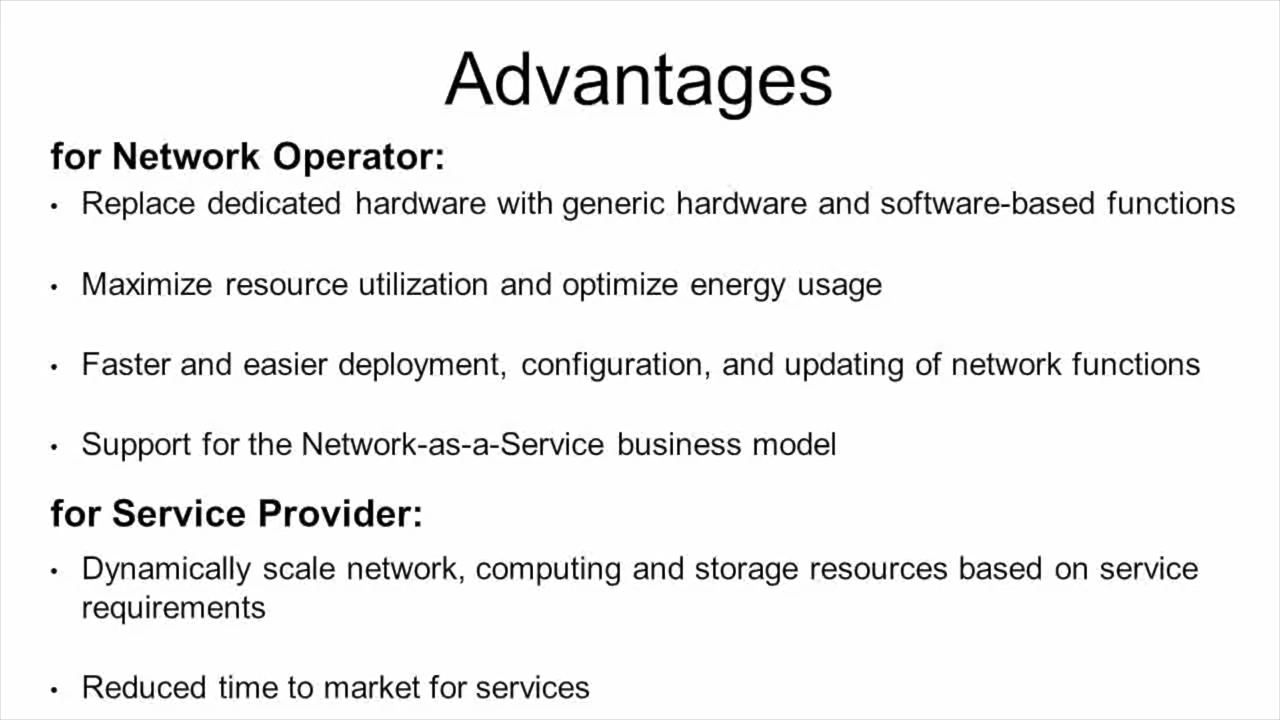 Advantages
for Network Operator:
• Replace dedicated hardware with generic hardware and software-based functions
• Maximize resource utilization and optimize energy usage
• Faster and easier deployment, configuration, and updating of network functions
• Support for the Network-as-a-Service business model
for Service Provider:
• Dynamically scale network, computing and storage resources based on service
requirements
• Reduced time to market for services